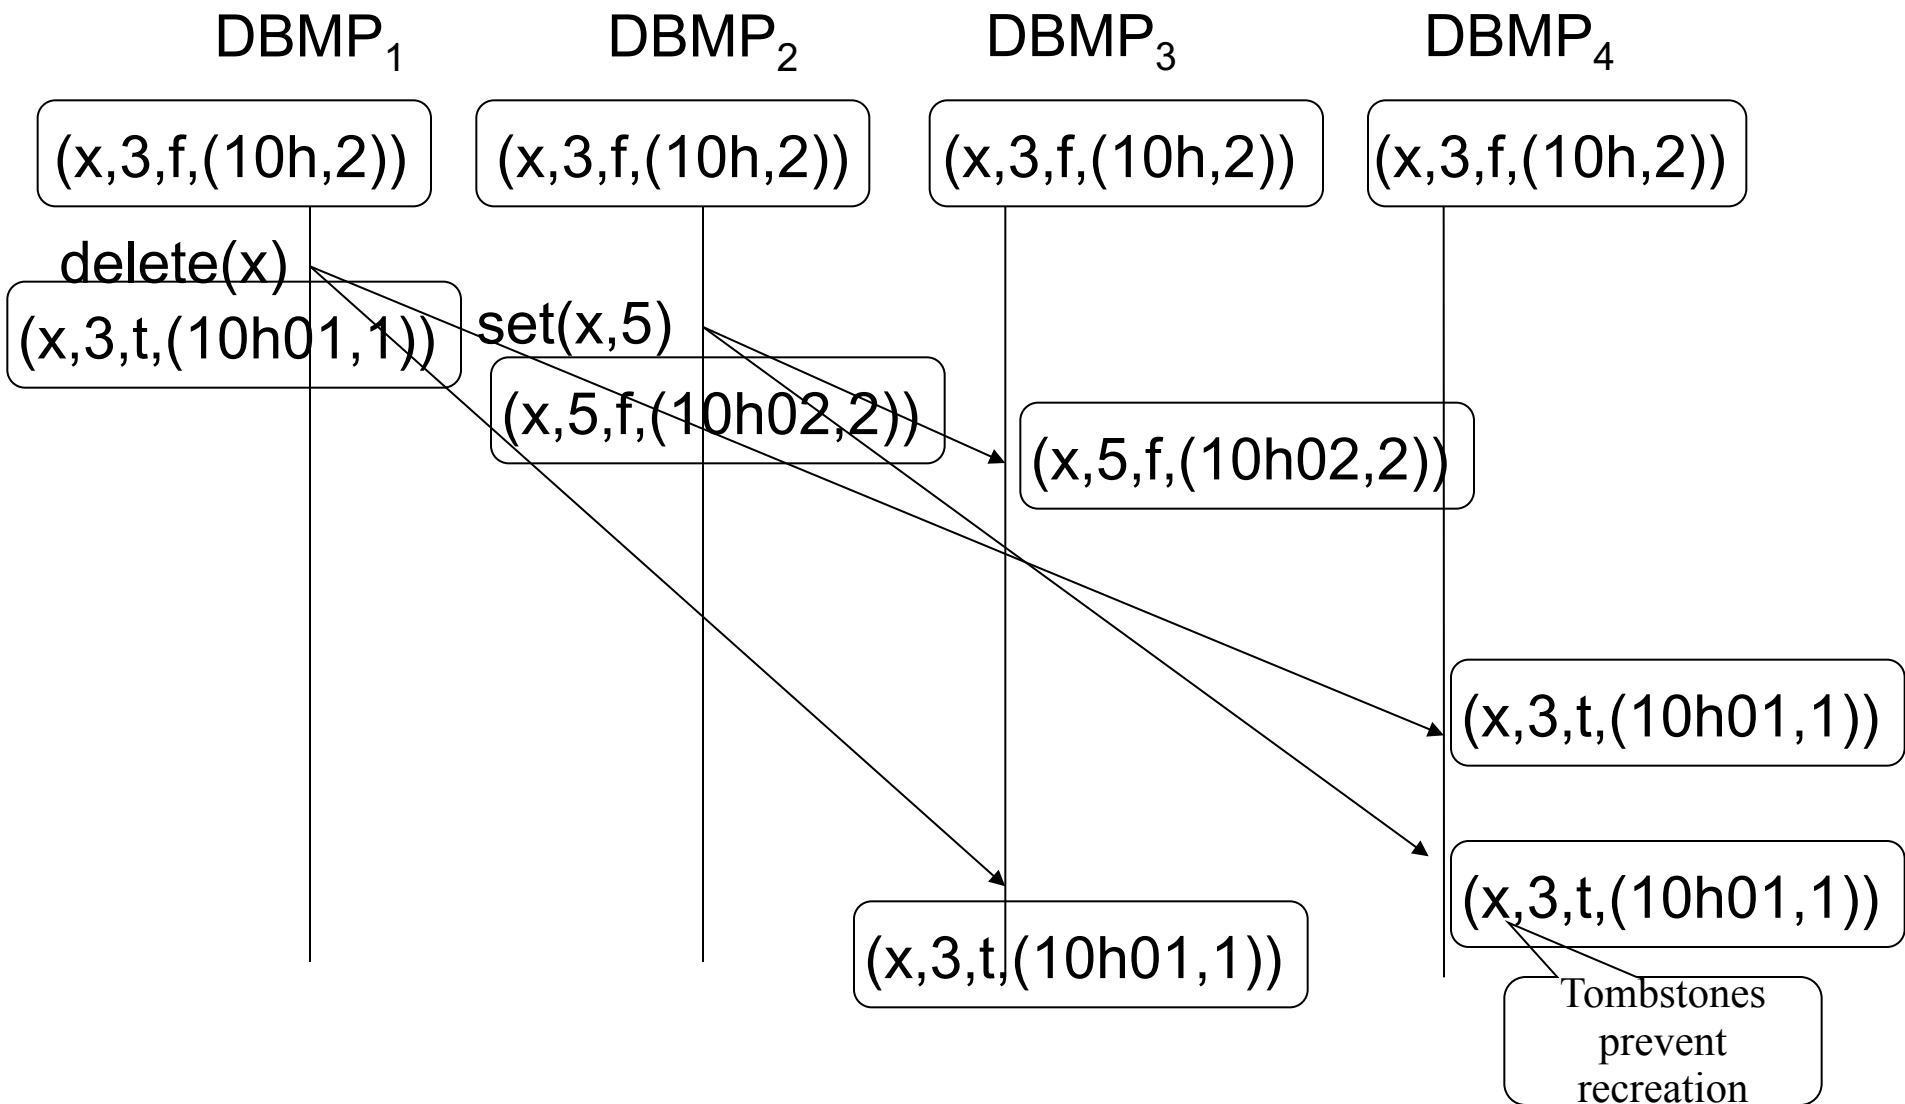 DBMP1 DBMP2 DBMP3 DBMP4
(x,3,f,(10h,2)) (x,3,f,(10h,2)) (x,3,f,(10h,2)) (x,3,f,(10h,2))
delete(x)
(x,3,t,(10h01,1))
set(x,5)
(x,5,f,(10h02,2))
(x,5,f,(10h02,2))
(x,3,t,(10h01,1))
(x,3,t,(10h01,1))
(x,3,t,(10h01,1))
Tombstones
prevent
recreation